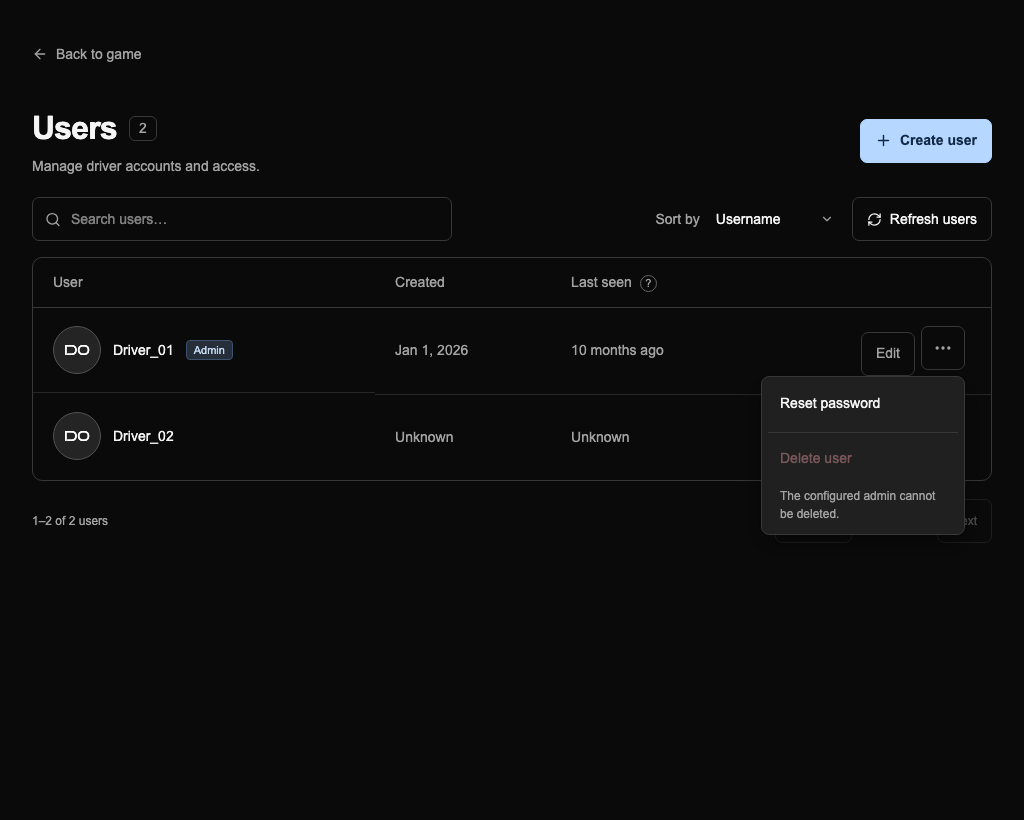 Back to game
Users 2
Create user
Manage driver accounts and access.
Search users…
Sort by Username
Refresh users
User Created Last seen ?
DO Driver_01 Admin Jan 1, 2026 10 months ago Edit
Reset password
DO Driver_02 Unknown Unknown
Delete user
The configured admin cannot
be deleted.
1–2 of 2 users